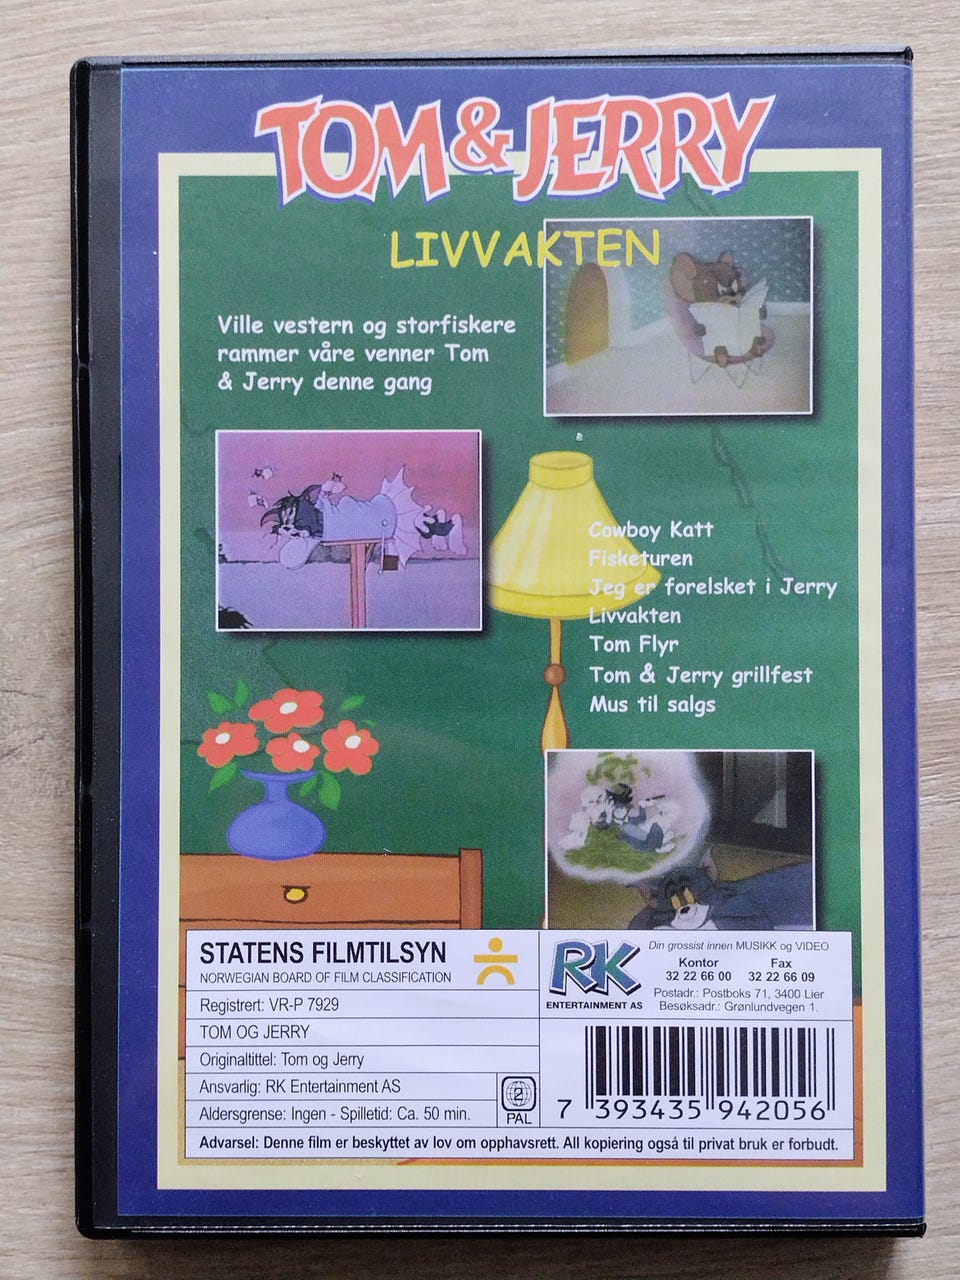 TOM & JERRY
LIVVAKTEN
Ville vestern og storfiskere
rammer våre venner Tom
& Jerry denne gang
Cowboy Katt
Fisketuren
Jeg er forelsket i Jerry
Livvakten
Tom Flyr
Tom & Jerry grillfest
Mus til salgs
STATENS FILMTILSYN
NORWEGIAN BOARD OF FILM CLASSIFICATION
Registrert: VR-P 7929
TOM OG JERRY
Originaltittel: Tom og Jerry
Ansvarlig: RK Entertainment AS
Aldersgrense: Ingen - Spilletid: Ca. 50 min.
2
PAL
RK
ENTERTAINMENT AS
Din grossist innen MUSIKK og VIDEO
Kontor Fax
32 22 66 00 32 22 66 09
Postadr.: Postboks 71, 3400 Lier
Besøksadr.: Grønlundvegen 1.
7 393435 942056
Advarsel: Denne film er beskyttet av lov om opphavsrett. All kopiering også til privat bruk er forbudt.